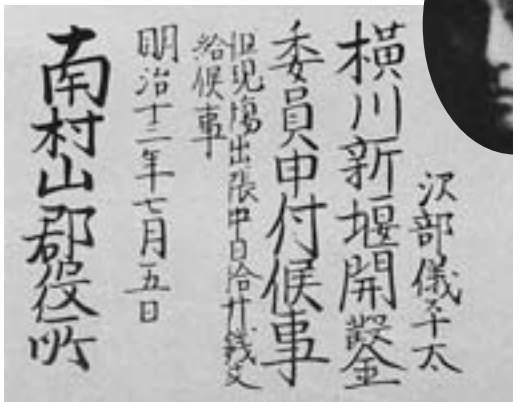 沢部儀平太
横川新堰開鑿
委員申付候事
但現場出張中日給廿銭支
給候事
明治十二年七月五日
南村山郡役所